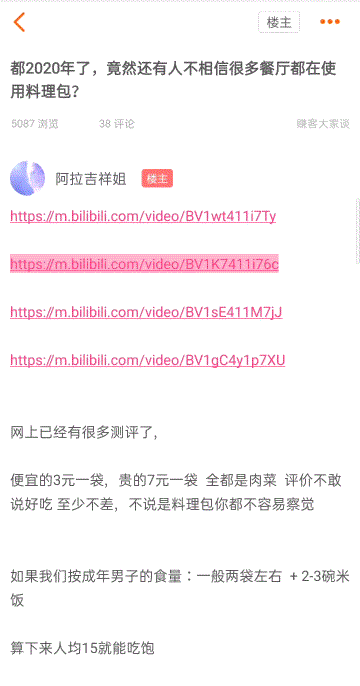 楼主
都2020年了，竟然还有人不相信很多餐厅都在使
用料理包？
5087 浏览 38 评论 赚客大家谈
阿拉吉祥姐 楼主
https://m.bilibili.com/video/BV1wt411i7Ty
https://m.bilibili.com/video/BV1K7411i76c
https://m.bilibili.com/video/BV1sE411M7jJ
https://m.bilibili.com/video/BV1gC4y1p7XU
网上已经有很多测评了，
便宜的3元一袋，贵的7元一袋 全都是肉菜 评价不敢
说好吃 至少不差，不说是料理包你都不容易察觉
如果我们按成年男子的食量：一般两袋左右 + 2-3碗米
饭
算下来人均15就能吃饱